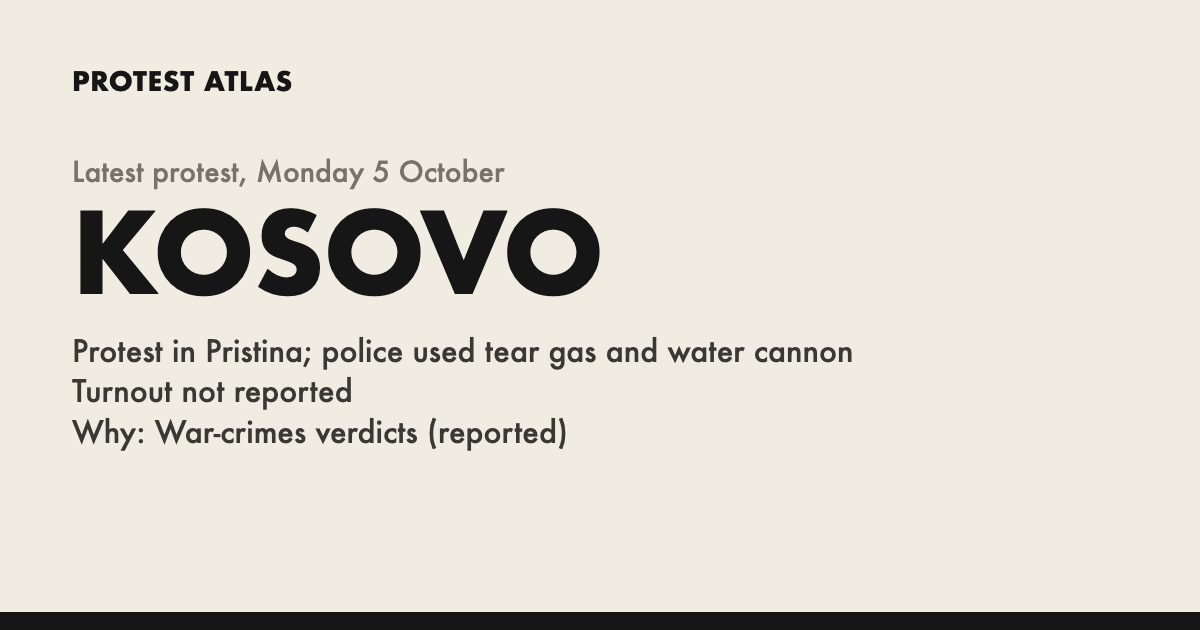 PROTEST ATLAS
Latest protest, Monday 5 October
KOSOVO
Protest in Pristina; police used tear gas and water cannon
Turnout not reported
Why: War-crimes verdicts (reported)